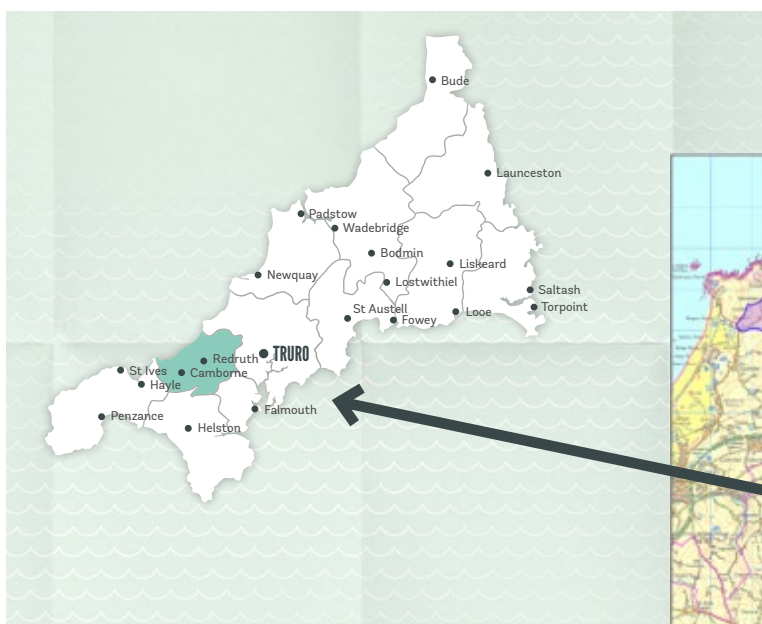 Bude
Launceston
Padstow
Wadebridge
Bodmin
Liskeard
Newquay
Lostwithiel
Saltash
St Austell
Torpoint
Fowey
Looe
Redruth
TRURO
St Ives
Camborne
Hayle
Falmouth
Penzance
Helston